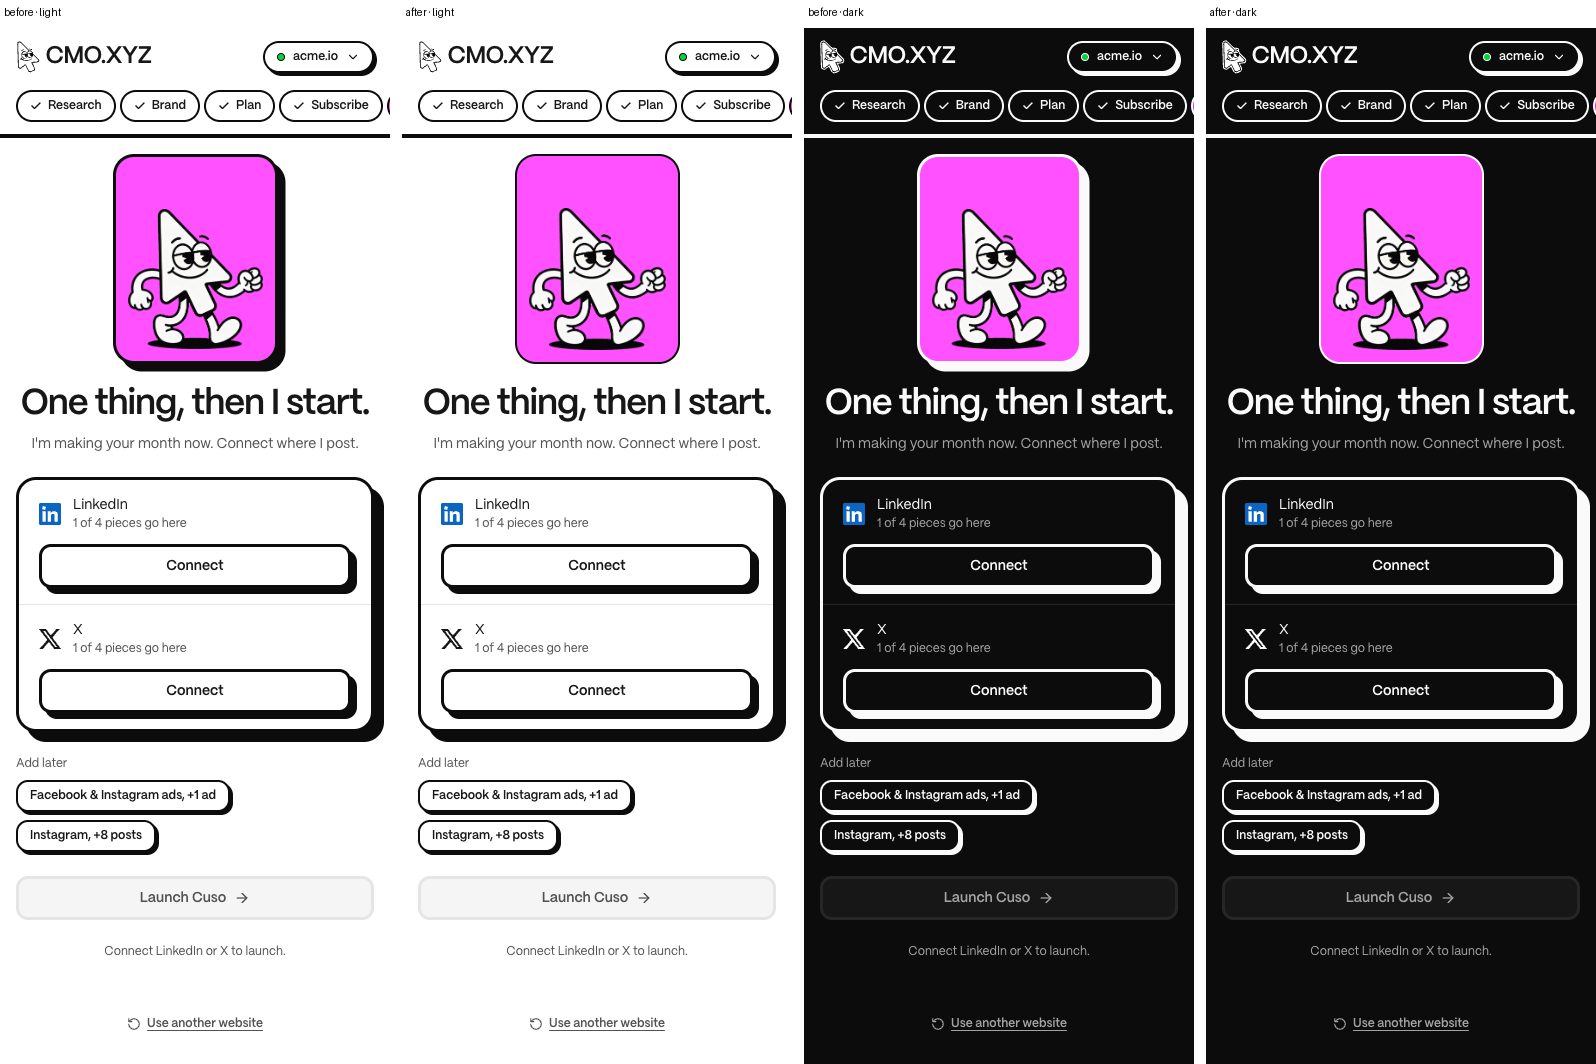 before · light
CMO.XYZ
acme.io
Research
Brand
Plan
Subscribe
One thing, then I start.
I'm making your month now. Connect where I post.
in
LinkedIn
1 of 4 pieces go here
Connect
X
1 of 4 pieces go here
Connect
Add later
Facebook & Instagram ads, +1 ad
Instagram, +8 posts
Launch Cuso
Connect LinkedIn or X to launch.
Use another website
after · light
CMO.XYZ
acme.io
Research
Brand
Plan
Subscribe
One thing, then I start.
I'm making your month now. Connect where I post.
in
LinkedIn
1 of 4 pieces go here
Connect
X
1 of 4 pieces go here
Connect
Add later
Facebook & Instagram ads, +1 ad
Instagram, +8 posts
Launch Cuso
Connect LinkedIn or X to launch.
Use another website
before · dark
CMO.XYZ
acme.io
Research
Brand
Plan
Subscribe
One thing, then I start.
I'm making your month now. Connect where I post.
in
LinkedIn
1 of 4 pieces go here
Connect
X
1 of 4 pieces go here
Connect
Add later
Facebook & Instagram ads, +1 ad
Instagram, +8 posts
Launch Cuso
Connect LinkedIn or X to launch.
Use another website
after · dark
CMO.XYZ
acme.io
Research
Brand
Plan
Subscribe
One thing, then I start.
I'm making your month now. Connect where I post.
in
LinkedIn
1 of 4 pieces go here
Connect
X
1 of 4 pieces go here
Connect
Add later
Facebook & Instagram ads, +1 ad
Instagram, +8 posts
Launch Cuso
Connect LinkedIn or X to launch.
Use another website